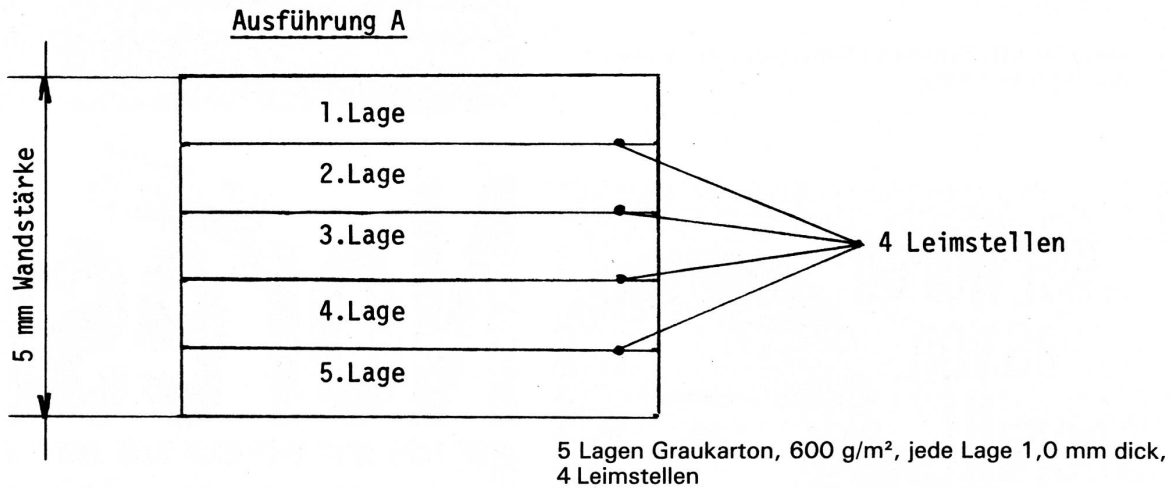 Ausführung A
5 mm Wandstärke
1.Lage
2.Lage
3.Lage
4.Lage
5.Lage
4 Leimstellen
5 Lagen Graukarton, 600 g/m², jede Lage 1,0 mm dick,
4 Leimstellen